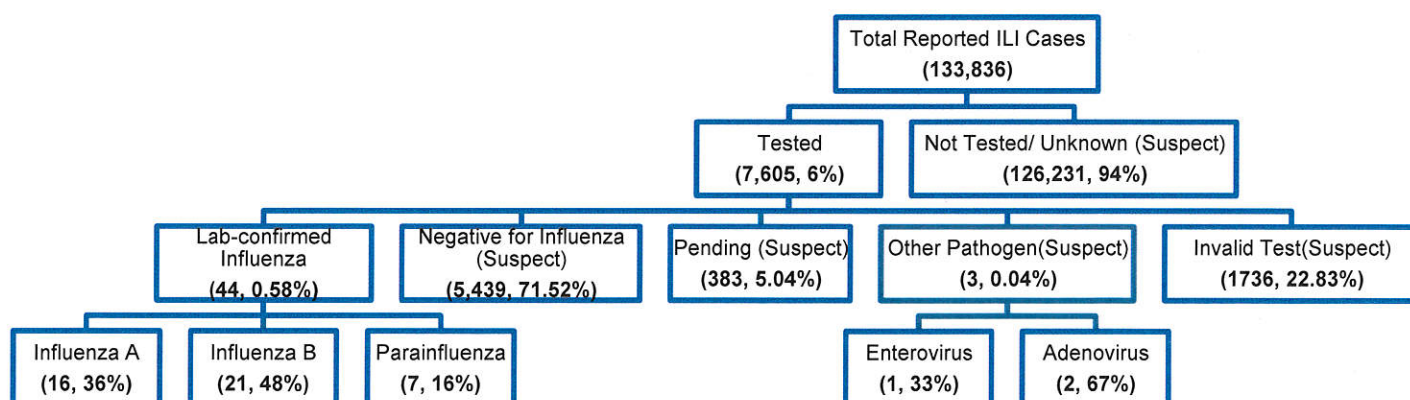 Total Reported ILI Cases
(133,836)
Tested
(7,605, 6%)
Not Tested/ Unknown (Suspect)
(126,231, 94%)
Lab-confirmed
Influenza
(44, 0.58%)
Negative for Influenza
(Suspect)
(5,439, 71.52%)
Pending (Suspect)
(383, 5.04%)
Other Pathogen(Suspect)
(3, 0.04%)
Invalid Test(Suspect)
(1736, 22.83%)
Influenza A
(16, 36%)
Influenza B
(21, 48%)
Parainfluenza
(7, 16%)
Enterovirus
(1, 33%)
Adenovirus
(2, 67%)